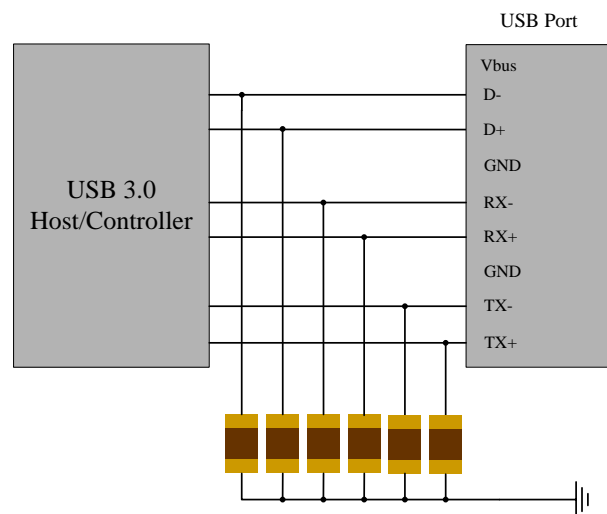 USB Port
Vbus
D-
D+
GND
USB 3.0
Host/Controller
RX-
RX+
GND
TX-
TX+